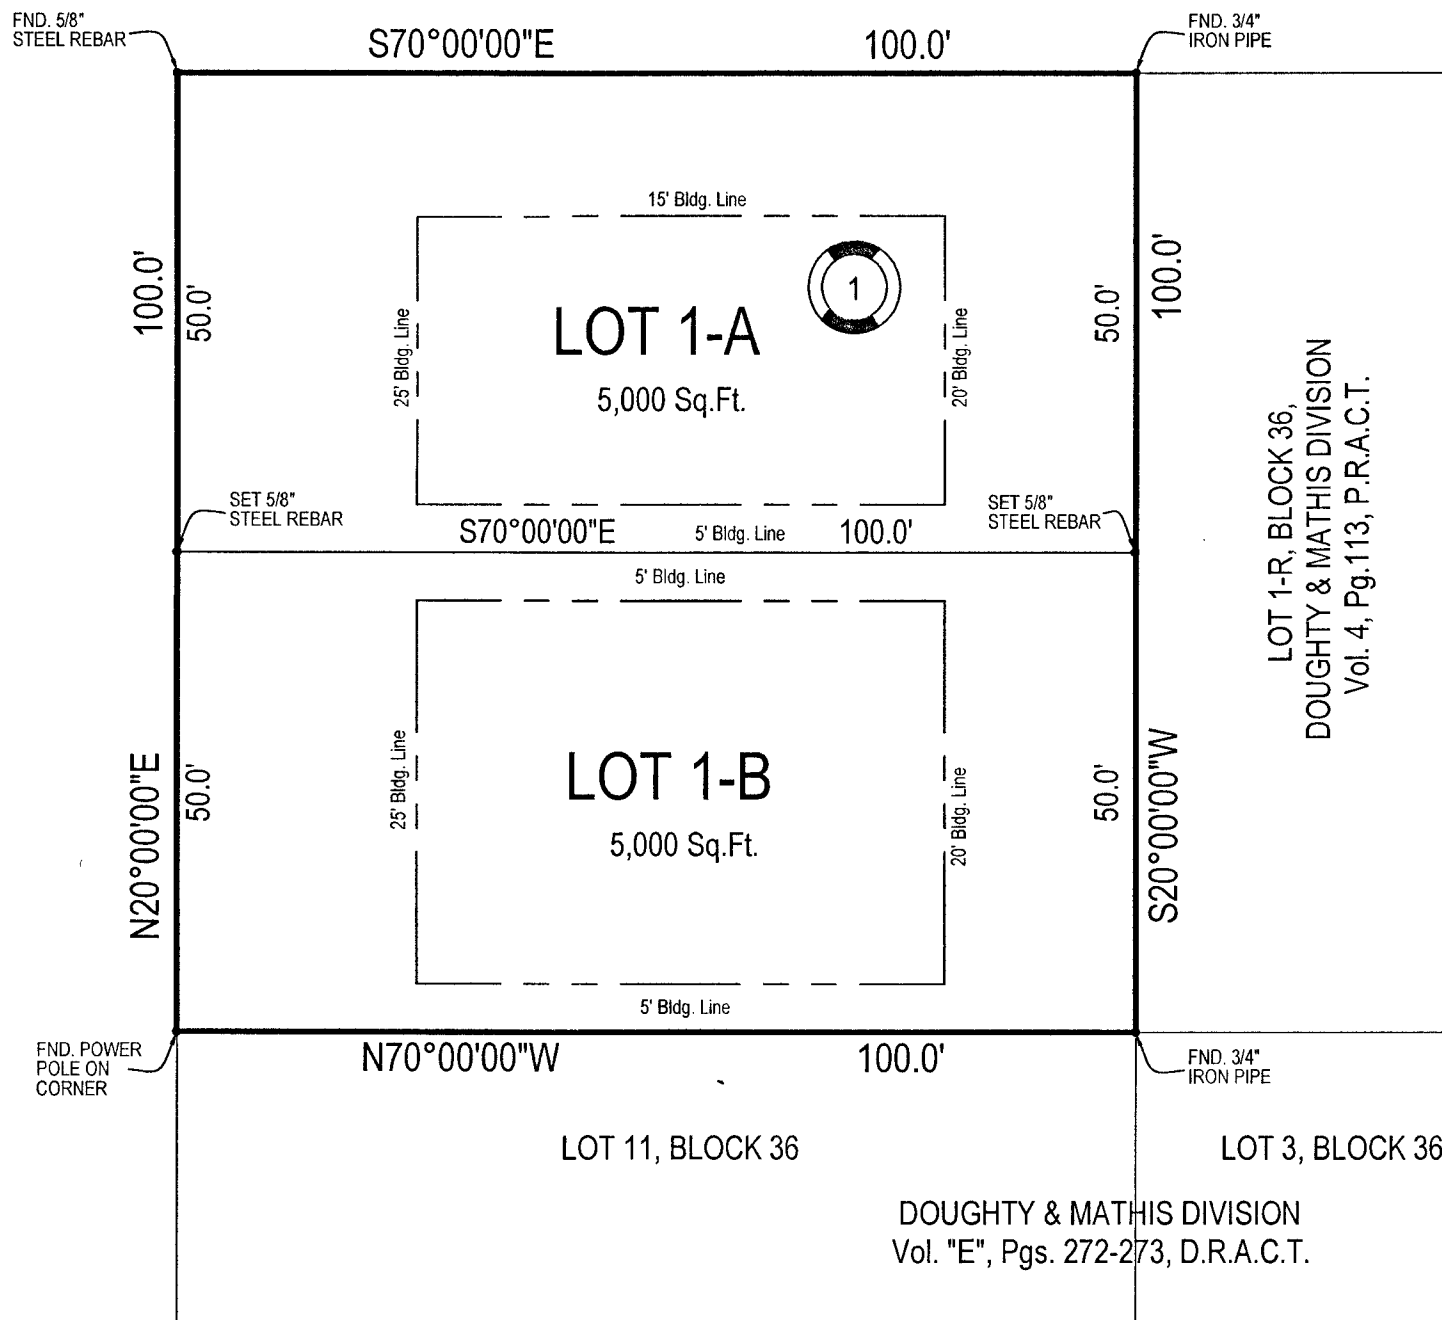 FND. 5/8"
STEEL REBAR
S70°00'00"E 100.0'
FND. 3/4"
IRON PIPE
15' Bldg. Line
100.0'
50.0'
25' Bldg. Line
LOT 1-A
5,000 Sq.Ft.
1
20' Bldg. Line
50.0'
100.0'
LOT 1-R, BLOCK 36,
DOUGHTY & MATHIS DIVISION
Vol. 4, Pg.113, P.R.A.C.T.
SET 5/8"
STEEL REBAR
S70°00'00"E 5' Bldg. Line 100.0'
SET 5/8"
STEEL REBAR
5' Bldg. Line
N20°00'00"E
50.0'
25' Bldg. Line
LOT 1-B
5,000 Sq.Ft.
20' Bldg. Line
50.0'
S20°00'00"W
5' Bldg. Line
FND. POWER
POLE ON
CORNER
N70°00'00"W 100.0'
FND. 3/4"
IRON PIPE
LOT 11, BLOCK 36
LOT 3, BLOCK 36
DOUGHTY & MATHIS DIVISION
Vol. "E", Pgs. 272-273, D.R.A.C.T.